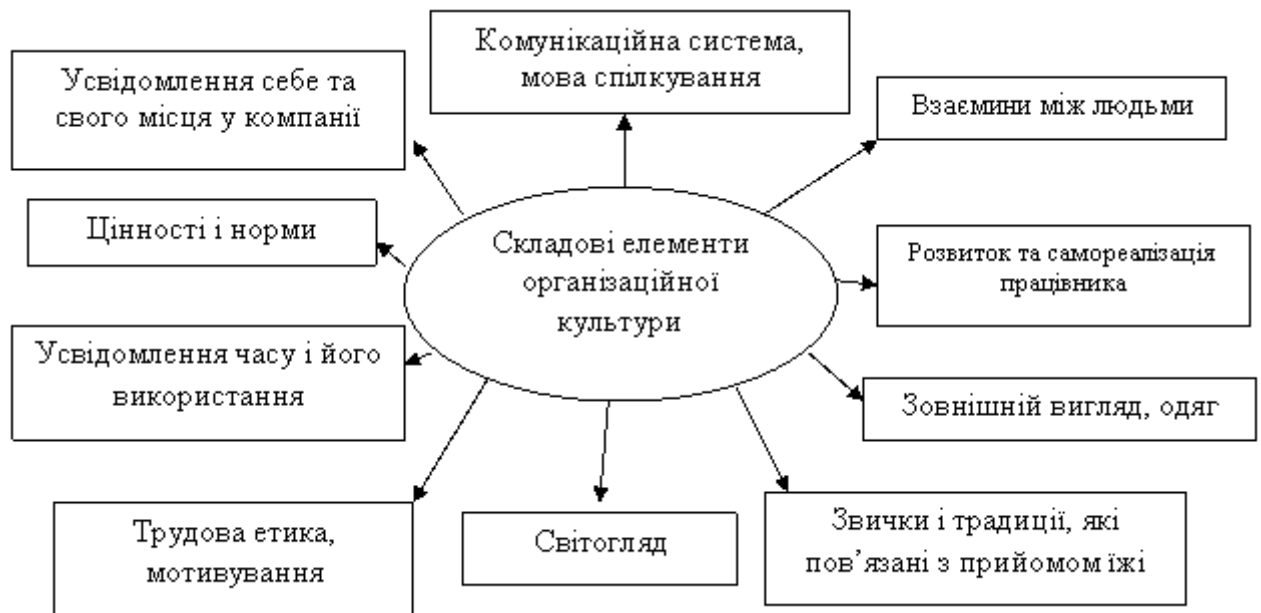 Комунікаційна система,
мова спілкування
Усвідомлення себе та
свого місця у компанії
Взаємини між людьми
Цінності і норми
Складові елементи
організаційної
культури
Розвиток та самореалізація
працівника
Усвідомлення часу і його
використання
Зовнішній вигляд, одяг
Трудова етика,
мотивування
Світогляд
Звички і традиції, які
пов’язані з прийомом їжі